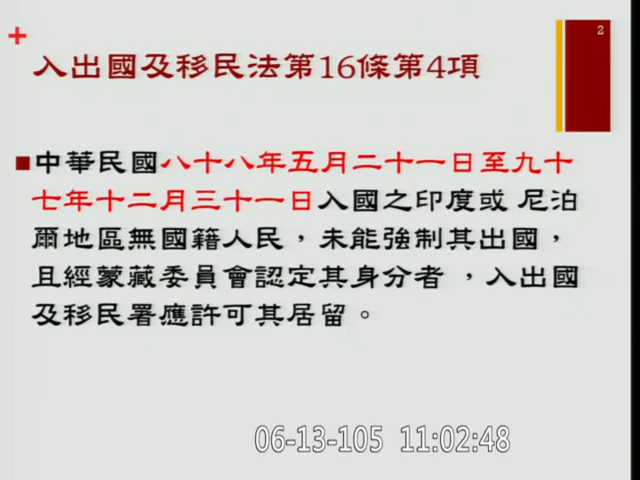 2
+
入出國及移民法第16條第4項
中華民國八十八年五月二十一日至九十
七年十二月三十一日入國之印度或 尼泊
爾地區無國籍人民，未能強制其出國，
且經蒙藏委員會認定其身分者 ，入出國
及移民署應許可其居留。
06-13-105 11:02:48